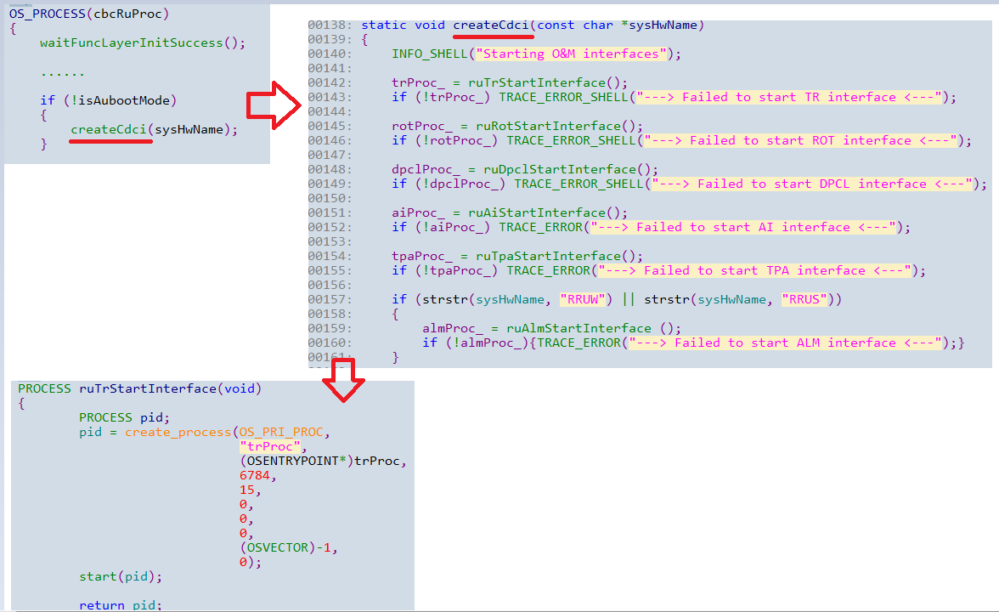 OS_PROCESS(cbcRuProc)
{
    waitFuncLayerInitSuccess();

    ......

    if (!isAubootMode)
    {
        createCdci(sysHwName);
    }
00138: static void createCdci(const char *sysHwName)
00139: {
00140:     INFO_SHELL("Starting O&M interfaces");
00141:
00142:     trProc_ = ruTrStartInterface();
00143:     if (!trProc_) TRACE_ERROR_SHELL("---> Failed to start TR interface <---");
00144:
00145:     rotProc_ = ruRotStartInterface();
00146:     if (!rotProc_) TRACE_ERROR_SHELL("---> Failed to start ROT interface <---");
00147:
00148:     dpclProc_ = ruDpclStartInterface();
00149:     if (!dpclProc_) TRACE_ERROR_SHELL("---> Failed to start DPCL interface <---");
00150:
00151:     aiProc_ = ruAiStartInterface();
00152:     if (!aiProc_) TRACE_ERROR("---> Failed to start AI interface <---");
00153:
00154:     tpaProc_ = ruTpaStartInterface();
00155:     if (!tpaProc_) TRACE_ERROR("---> Failed to start TPA interface <---");
00156:
00157:     if (strstr(sysHwName, "RRUW") || strstr(sysHwName, "RRUS"))
00158:     {
00159:         almProc_ = ruAlmStartInterface ();
00160:         if (!almProc_){TRACE_ERROR("---> Failed to start ALM interface <---");}
00161:     }
PROCESS ruTrStartInterface(void)
{
        PROCESS pid;
        pid = create_process(OS_PRI_PROC,
                             "trProc",
                             (OSENTRYPOINT*)trProc,
                             6784,
                             15,
                             0,
                             0,
                             0,
                             (OSVECTOR)-1,
                             0);
        start(pid);

        return pid;